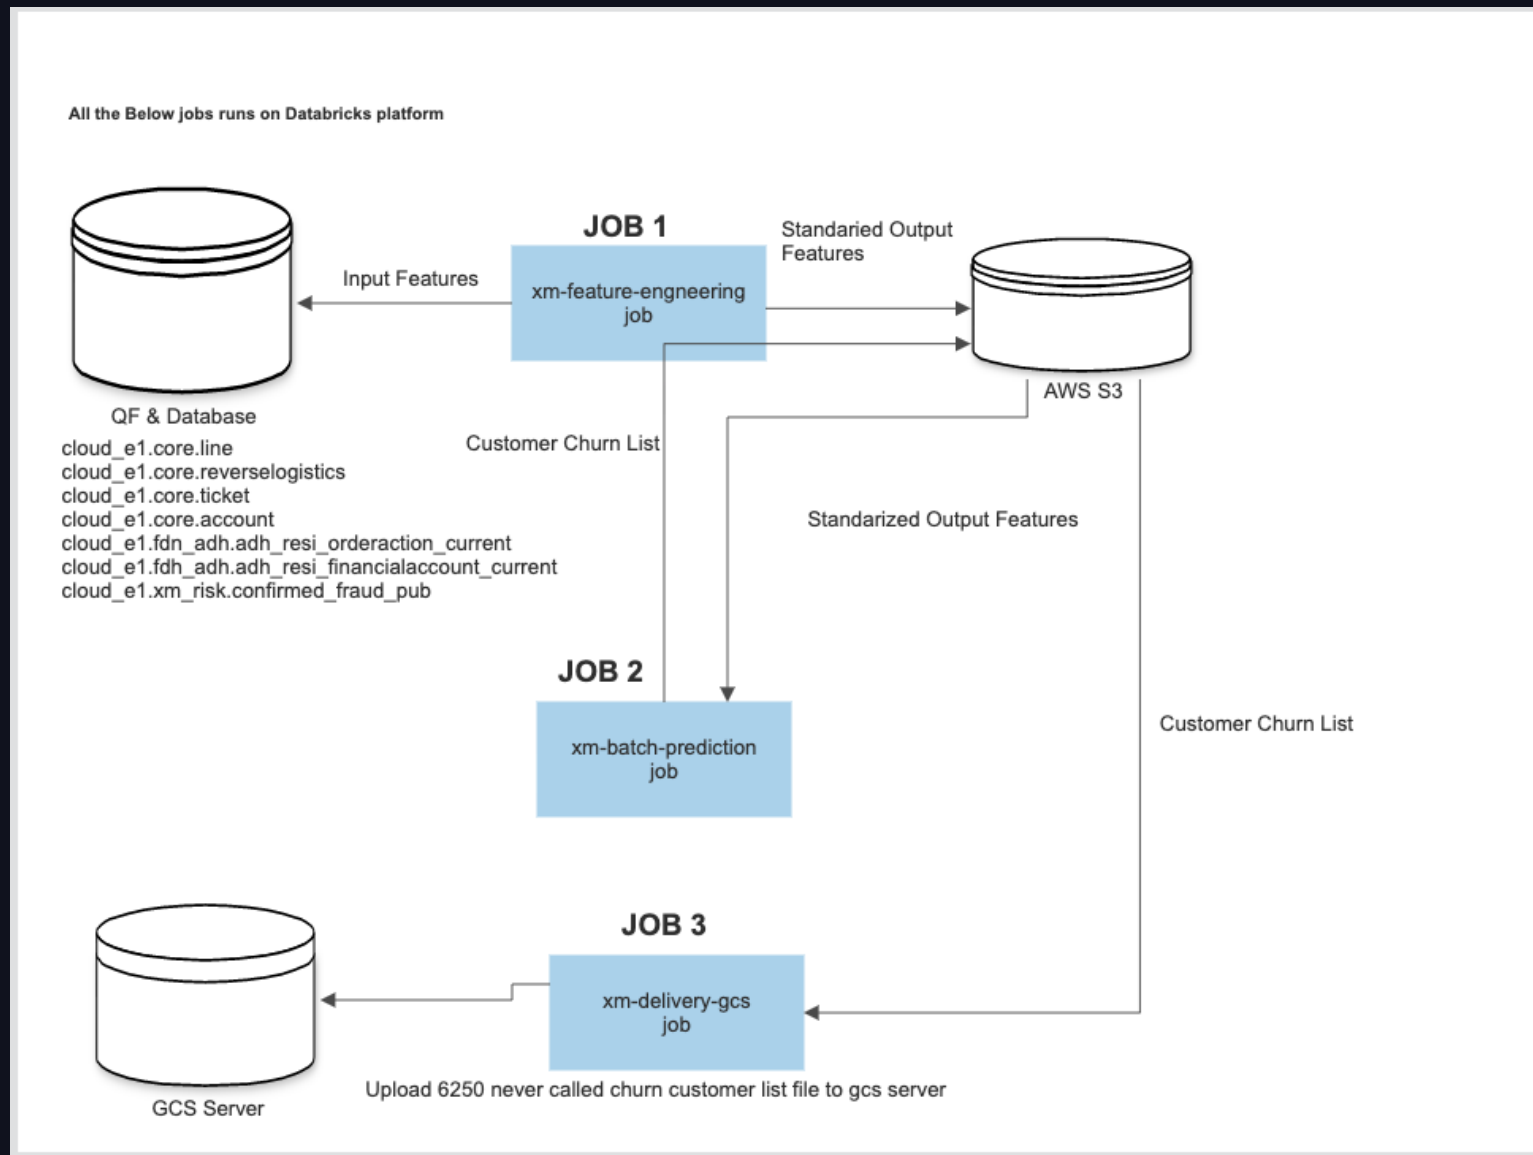 All the Below jobs runs on Databricks platform
JOB 1
Standaried Output
Features
Input Features
xm-feature-engneering
job
AWS S3
QF & Database
cloud_e1.core.line
cloud_e1.core.reverselogistics
cloud_e1.core.ticket
cloud_e1.core.account
cloud_e1.fdn_adh.adh_resi_orderaction_current
cloud_e1.fdh_adh.adh_resi_financialaccount_current
cloud_e1.xm_risk.confirmed_fraud_pub
Customer Churn List
Standarized Output Features
JOB 2
xm-batch-prediction
job
Customer Churn List
JOB 3
xm-delivery-gcs
job
Upload 6250 never called churn customer list file to gcs server
GCS Server